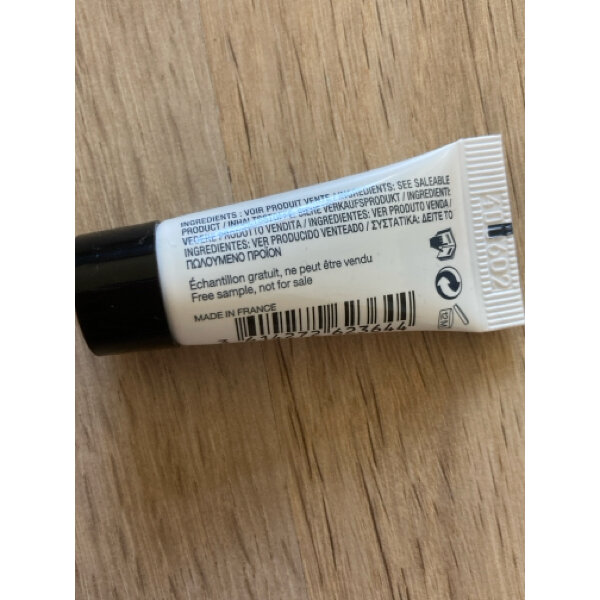 INGREDIENTS : VOIR PRODUIT VENTE / INGREDIENTS: SEE SALEABLE
PRODUCT / INHALTSSTOFFE: SIEHE VERKAUFSPRODUKT / INGREDIENTI:
VEDERE PRODOTTO VENDITA / INGREDIENTES: VER PRODUTO VENDA /
INGREDIENTES: VER PRODUCIDO VENTEADO / ΣΥΣΤΑΤΙΚΑ: ΔΕΙΤΕ ΤΟ
ΠΩΛΟΥΜΕΝΟ ΠΡΟΪΟΝ
Échantillon gratuit, ne peut être vendu
Free sample, not for sale
MADE IN FRANCE
12M